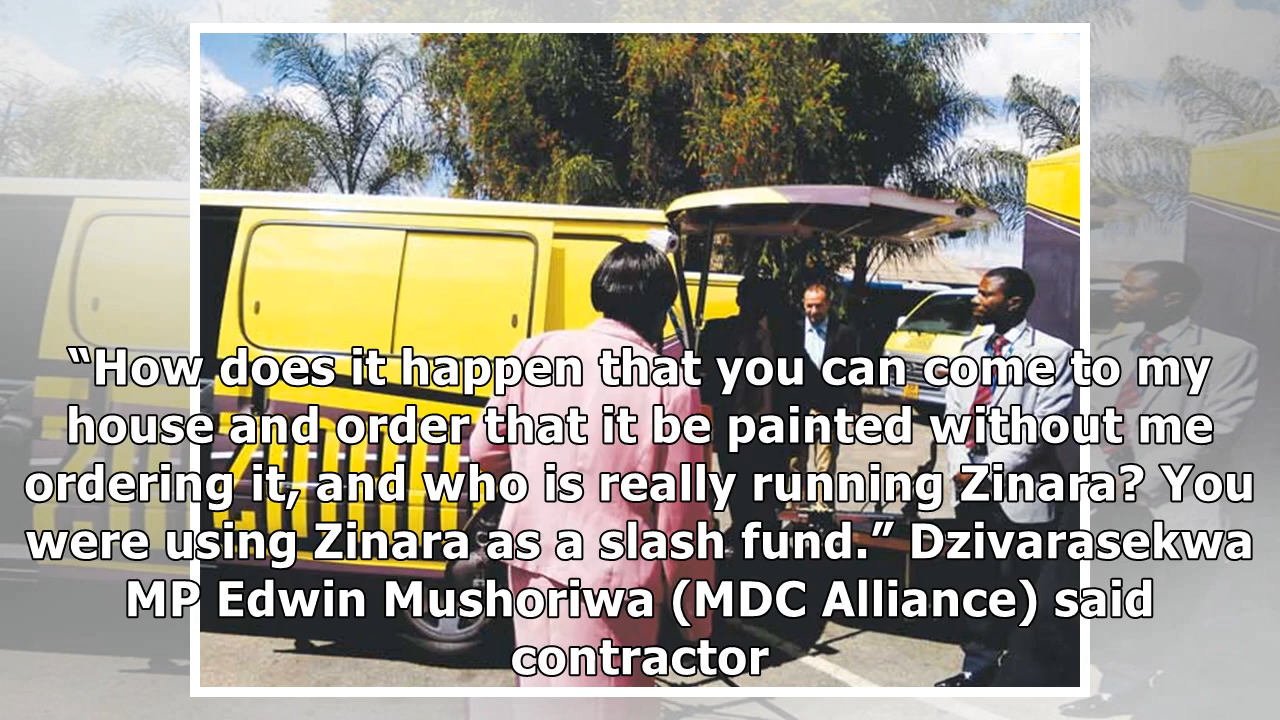 “How does it happen that you can come to my
house and order that it be painted without me
ordering it, and who is really running Zinara? You
were using Zinara as a slash fund.” Dzivarasekwa
MP Edwin Mushoriwa (MDC Alliance) said
contractor